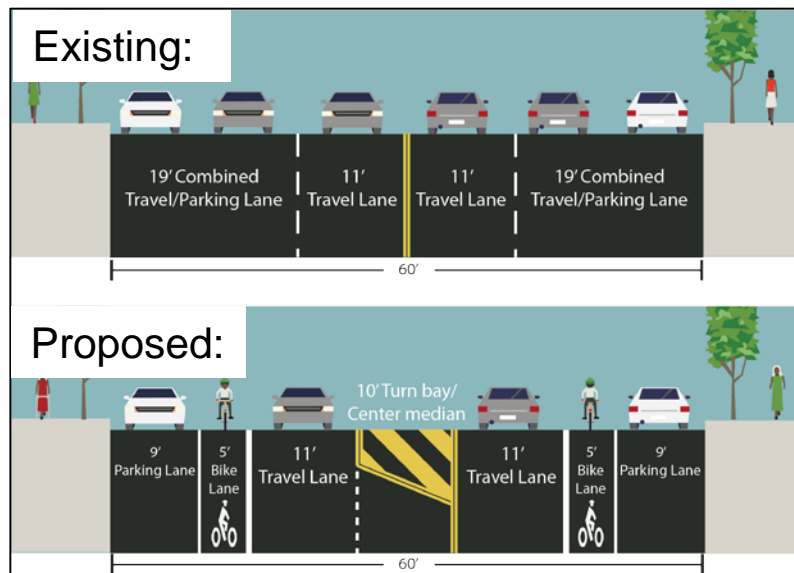 Existing:
19' Combined
Travel/Parking Lane
11'
Travel Lane
11'
Travel Lane
19' Combined
Travel/Parking Lane
60'
Proposed:
10' Turn bay/
Center median
9'
Parking Lane
5'
Bike
Lane
11'
Travel Lane
11'
Travel Lane
5'
Bike
Lane
9'
Parking Lane
60'